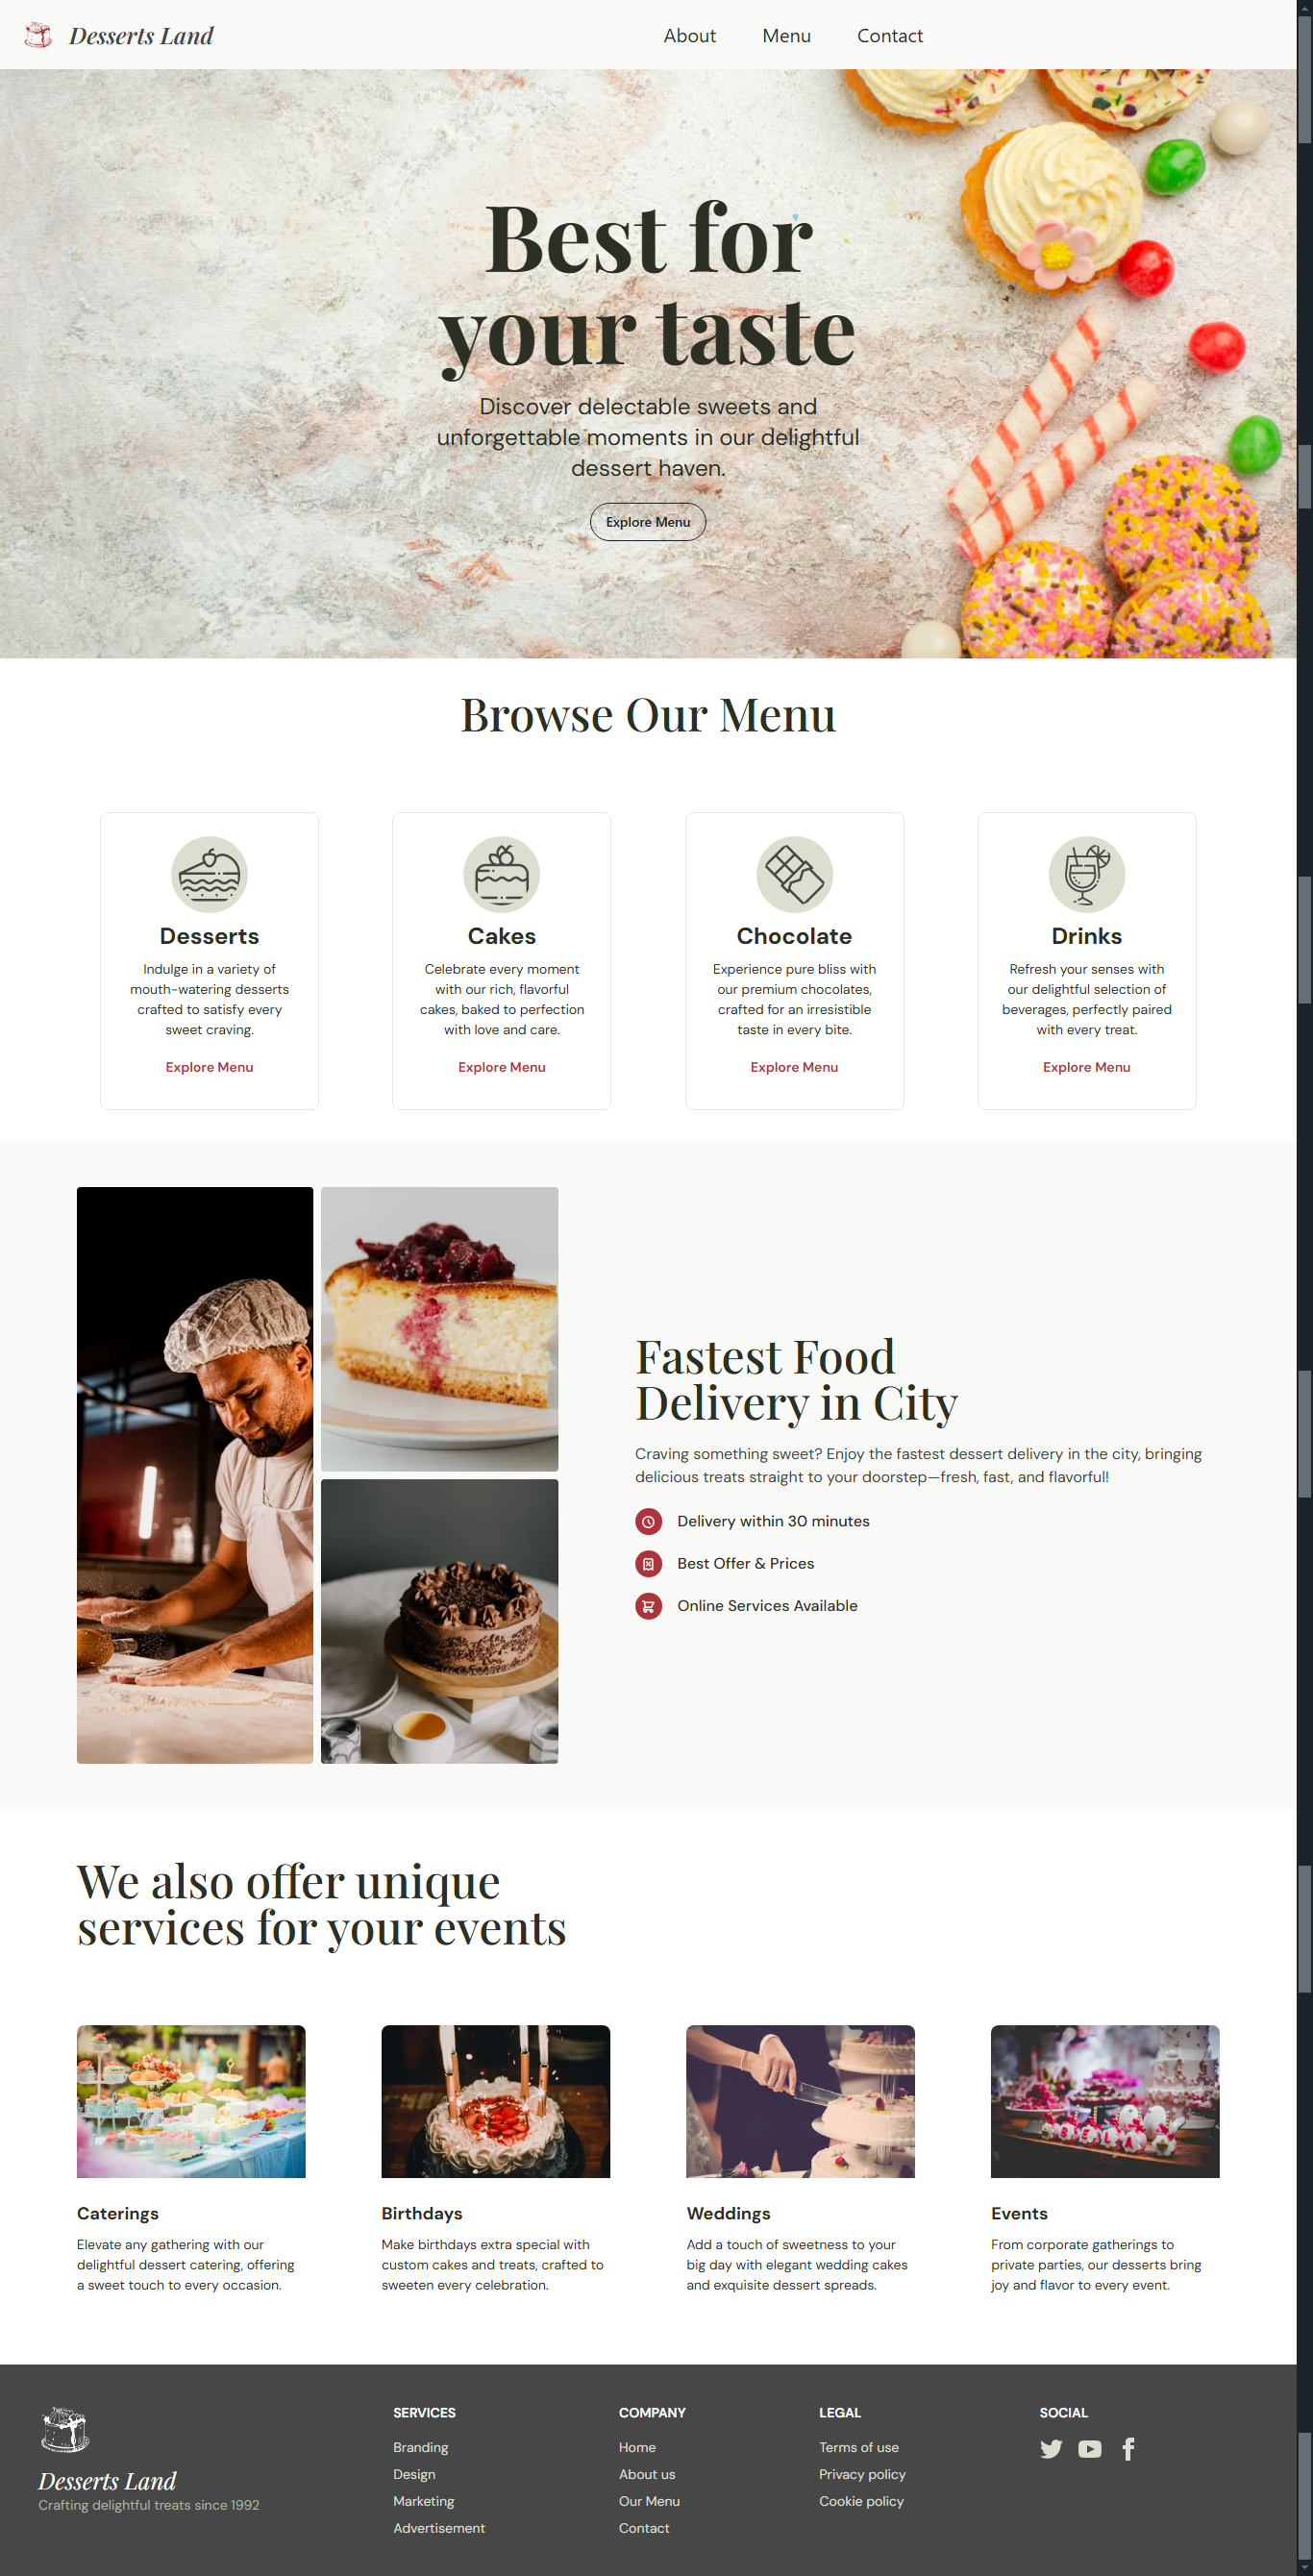 Desserts Land
About
Menu
Contact
Best for
your taste
Discover delectable sweets and
unforgettable moments in our delightful
dessert haven.
Explore Menu
Browse Our Menu
Desserts
Indulge in a variety of
mouth-watering desserts
crafted to satisfy every
sweet craving.
Explore Menu
Cakes
Celebrate every moment
with our rich, flavorful
cakes, baked to perfection
with love and care.
Explore Menu
Chocolate
Experience pure bliss with
our premium chocolates,
crafted for an irresistible
taste in every bite.
Explore Menu
Drinks
Refresh your senses with
our delightful selection of
beverages, perfectly paired
with every treat.
Explore Menu
Fastest Food
Delivery in City
Craving something sweet? Enjoy the fastest dessert delivery in the city, bringing
delicious treats straight to your doorstep—fresh, fast, and flavorful!
Delivery within 30 minutes
Best Offer & Prices
Online Services Available
We also offer unique
services for your events
Caterings
Elevate any gathering with our
delightful dessert catering, offering
a sweet touch to every occasion.
Birthdays
Make birthdays extra special with
custom cakes and treats, crafted to
sweeten every celebration.
Weddings
Add a touch of sweetness to your
big day with elegant wedding cakes
and exquisite dessert spreads.
Events
From corporate gatherings to
private parties, our desserts bring
joy and flavor to every event.
Desserts Land
Crafting delightful treats since 1992
SERVICES
Branding
Design
Marketing
Advertisement
COMPANY
Home
About us
Our Menu
Contact
LEGAL
Terms of use
Privacy policy
Cookie policy
SOCIAL